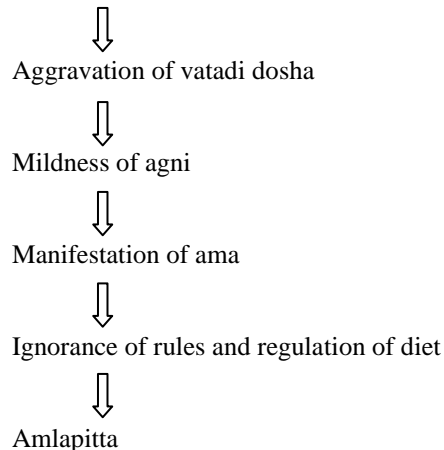 Aggravation of vatadi dosha
Mildness of agni
Manifestation of ama
Ignorance of rules and regulation of diet
Amlapitta